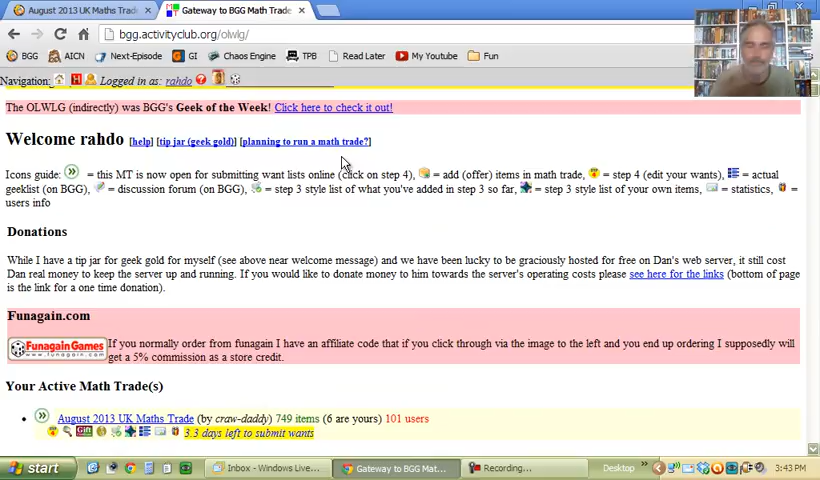 August 2013 UK Maths Trad
Gateway to BGG Math Trade
bgg.activityclub.org/olwlg/
BGG AICN Next-Episode GI Chaos Engine TPB Read Later My Youtube Fun
Navigation: Logged in as: rahdo
The OLWLG (indirectly) was BGG's Geek of the Week! Click here to check it out!
Welcome rahdo [help] [tip jar (geek gold)] [planning to run a math trade?]
Icons guide: = this MT is now open for submitting want lists online (click on step 4), = add (offer) items in math trade, = step 4 (edit your wants), = actual
geeklist (on BGG), = discussion forum (on BGG), = step 3 style list of what you've added in step 3 so far, = step 3 style list of your own items, = statistics, =
users info
Donations
While I have a tip jar for geek gold for myself (see above near welcome message) and we have been lucky to be graciously hosted for free on Dan's web server, it still cost
Dan real money to keep the server up and running. If you would like to donate money to him towards the server's operating costs please see here for the links (bottom of page
is the link for a one time donation).
Funagain.com
Funagain Games
www.funagain.com
If you normally order from funagain I have an affiliate code that if you click through via the image to the left and you end up ordering I supposedly will
get a 5% commission as a store credit.
Your Active Math Trade(s)
August 2013 UK Maths Trade (by craw-daddy) 749 items (6 are yours) 101 users
Gift 3.3 days left to submit wants
start Inbox - Windows Live... Gateway to BGG Mat... Recording... Desktop 3:43 PM